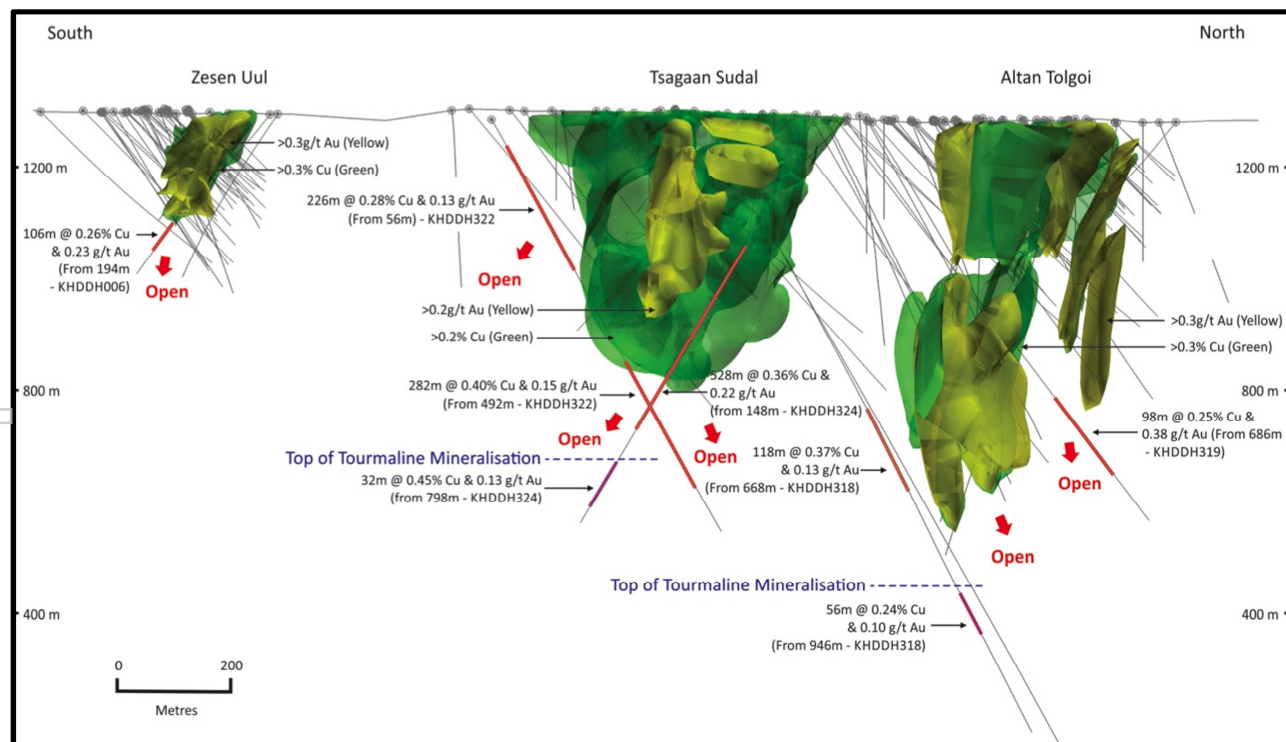 South
North
Zesen Uul
Tsagaan Sudal
Altan Tolgoi
>0.3g/t Au (Yellow)
>0.3% Cu (Green)
1200 m
1200 m
226m @ 0.28% Cu & 0.13 g/t Au
(From 56m) - KHDDH322
106m @ 0.26% Cu
& 0.23 g/t Au
(From 194m
- KHDDH006)
Open
Open
>0.2g/t Au (Yellow)
>0.2% Cu (Green)
>0.3g/t Au (Yellow)
>0.3% Cu (Green)
800 m
800 m
282m @ 0.40% Cu & 0.15 g/t Au
(From 492m - KHDDH322)
528m @ 0.36% Cu &
0.22 g/t Au
(from 148m - KHDDH324)
98m @ 0.25% Cu &
0.38 g/t Au (From 686m
- KHDDH319)
Open
Open
118m @ 0.37% Cu
& 0.13 g/t Au
(From 668m - KHDDH318)
Open
Top of Tourmaline Mineralisation
32m @ 0.45% Cu & 0.13 g/t Au
(from 798m - KHDDH324)
Open
Top of Tourmaline Mineralisation
56m @ 0.24% Cu
& 0.10 g/t Au
(From 946m - KHDDH318)
400 m
400 m
0
200
Metres